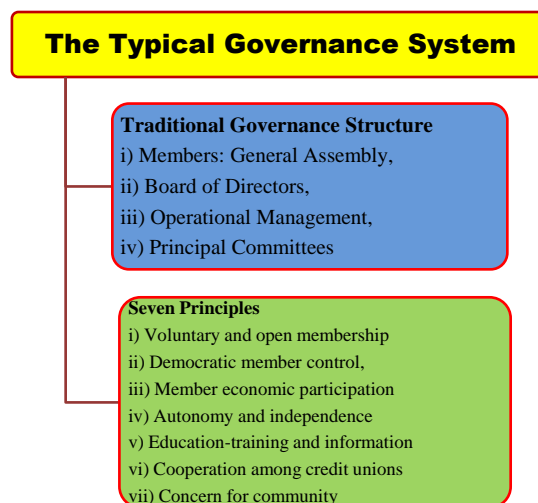 The Typical Governance System
Traditional Governance Structure
i) Members: General Assembly,
ii) Board of Directors,
iii) Operational Management,
iv) Principal Committees
Seven Principles
i) Voluntary and open membership
ii) Democratic member control,
iii) Member economic participation
iv) Autonomy and independence
v) Education-training and information
vi) Cooperation among credit unions
vii) Concern for community